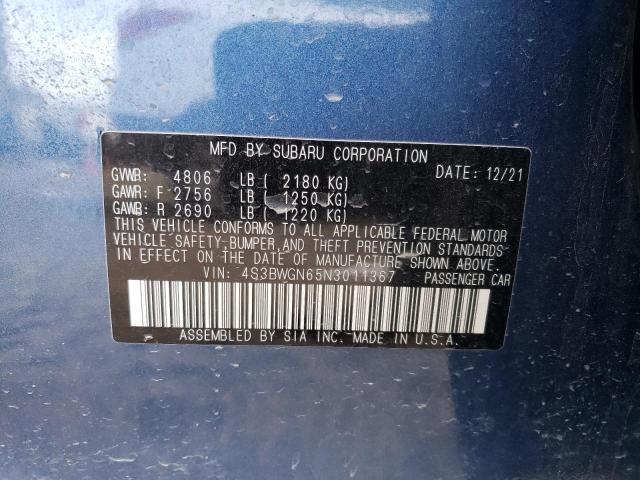 MFD BY SUBARU CORPORATION
GVWR: 4806 LB ( 2180 KG) DATE: 12/21
GAWR: F 2756 LB ( 1250 KG)
GAWR: R 2690 LB ( 1220 KG)
THIS VEHICLE CONFORMS TO ALL APPLICABLE FEDERAL MOTOR
VEHICLE SAFETY,BUMPER AND THEFT PREVENTION STANDARDS
IN EFFECT ON THE DATE OF MANUFACTURE SHOWN ABOVE.
VIN: 4S3BWGN65N3011367 PASSENGER CAR
ASSEMBLED BY SIA INC. MADE IN U.S.A.